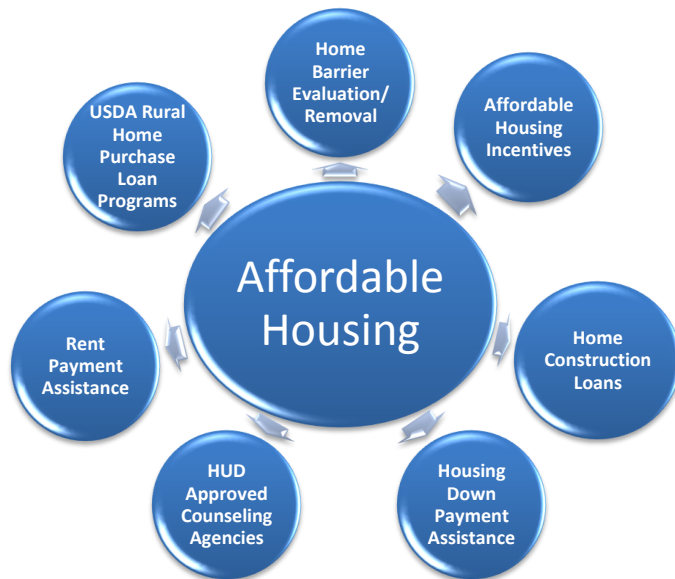 Home
Barrier
Evaluation/
Removal
Affordable
Housing
Incentives
Home
Construction
Loans
Housing
Down
Payment
Assistance
HUD
Approved
Counseling
Agencies
Rent
Payment
Assistance
USDA Rural
Home
Purchase
Loan
Programs
Affordable
Housing